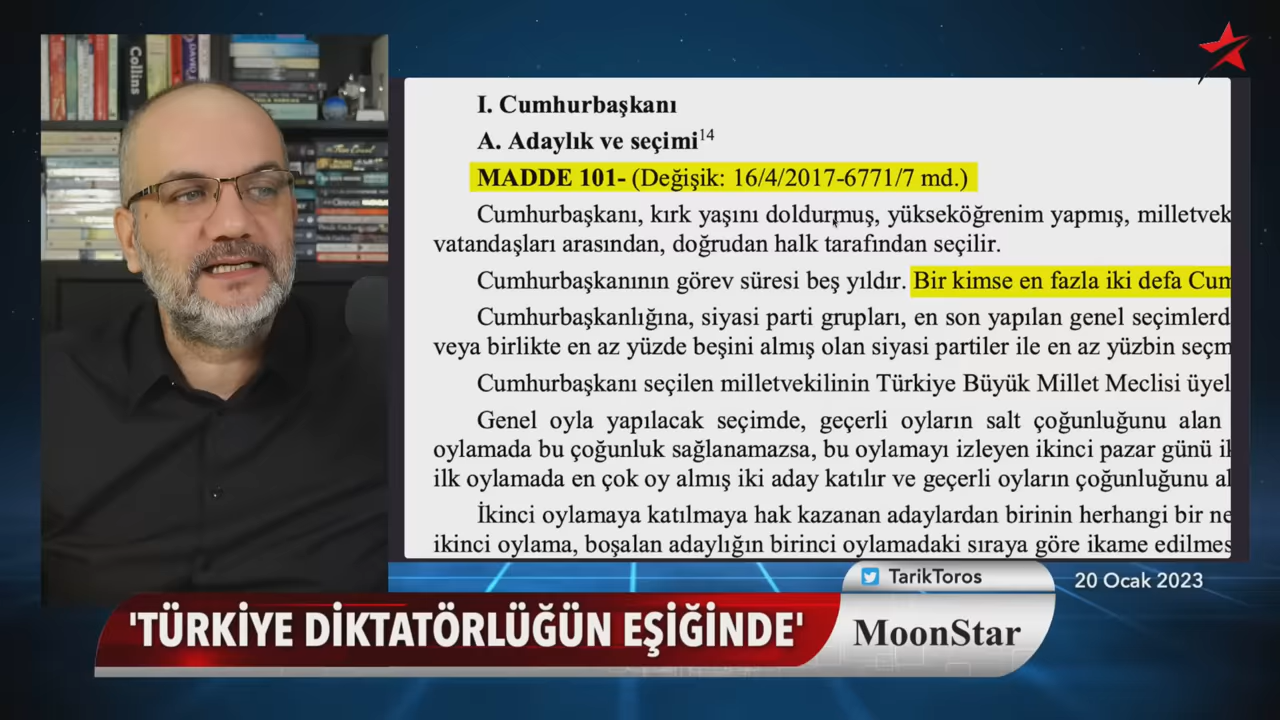 Collins
I. Cumhurbaşkanı
A. Adaylık ve seçimi14
MADDE 101- (Değişik: 16/4/2017-6771/7 md.)
Cumhurbaşkanı, kırk yaşını doldurmuş, yükseköğrenim yapmış, milletvek
vatandaşları arasından, doğrudan halk tarafından seçilir.
Cumhurbaşkanının görev süresi beş yıldır. Bir kimse en fazla iki defa Cum
Cumhurbaşkanlığına, siyasi parti grupları, en son yapılan genel seçimlerd
veya birlikte en az yüzde beşini almış olan siyasi partiler ile en az yüzbin seçm
Cumhurbaşkanı seçilen milletvekilinin Türkiye Büyük Millet Meclisi üyel
Genel oyla yapılacak seçimde, geçerli oyların salt çoğunluğunu alan
oylamada bu çoğunluk sağlanamazsa, bu oylamayı izleyen ikinci pazar günü ik
ilk oylamada en çok oy almış iki aday katılır ve geçerli oyların çoğunluğunu al
İkinci oylamaya katılmaya hak kazanan adaylardan birinin herhangi bir ne
ikinci oylama, boşalan adaylığın birinci oylamadaki sıraya göre ikame edilmes
TarikToros
20 Ocak 2023
'TÜRKİYE DİKTATÖRLÜĞÜN EŞİĞİNDE'
MoonStar